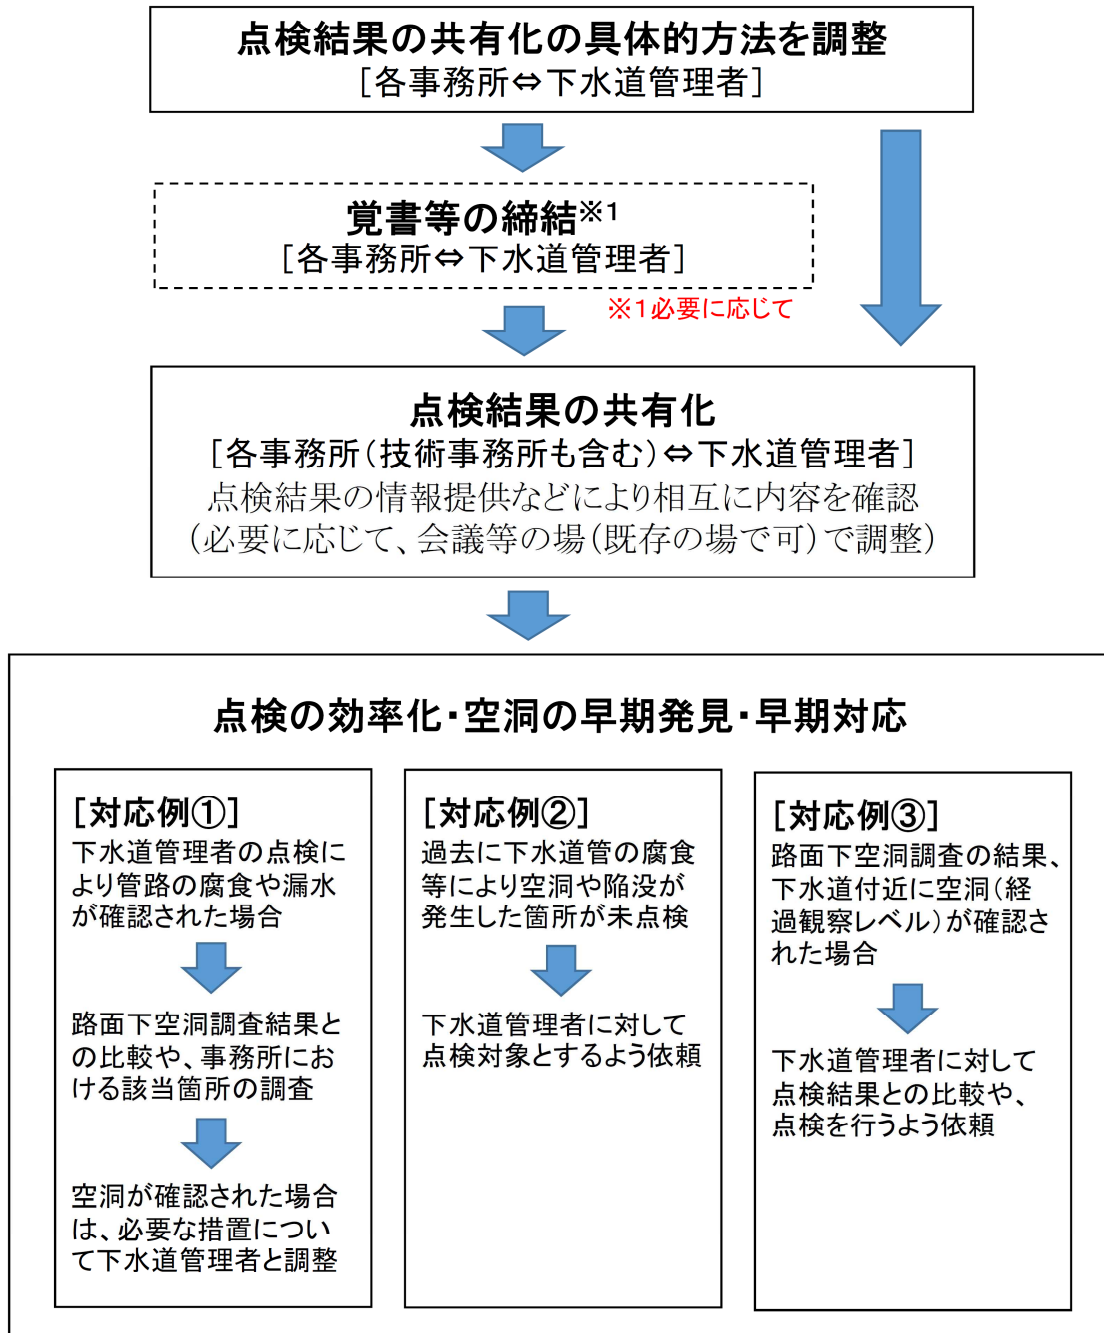 点検結果の共有化の具体的方法を調整
[各事務所⇔下水道管理者]
覚書等の締結※1
[各事務所⇔下水道管理者]
※1必要に応じて
点検結果の共有化
[各事務所(技術事務所も含む)⇔下水道管理者]
点検結果の情報提供などにより相互に内容を確認
(必要に応じて、会議等の場(既存の場で可)で調整)
点検の効率化・空洞の早期発見・早期対応
[対応例①]
下水道管理者の点検に
より管路の腐食や漏水
が確認された場合
路面下空洞調査結果と
の比較や、事務所にお
ける該当箇所の調査
空洞が確認された場合
は、必要な措置につい
て下水道管理者と調整
[対応例②]
過去に下水道管の腐食
等により空洞や陥没が
発生した箇所が未点検
下水道管理者に対して
点検対象とするよう依頼
[対応例③]
路面下空洞調査の結果、
下水道付近に空洞(経
過観察レベル)が確認さ
れた場合
下水道管理者に対して
点検結果との比較や、
点検を行うよう依頼